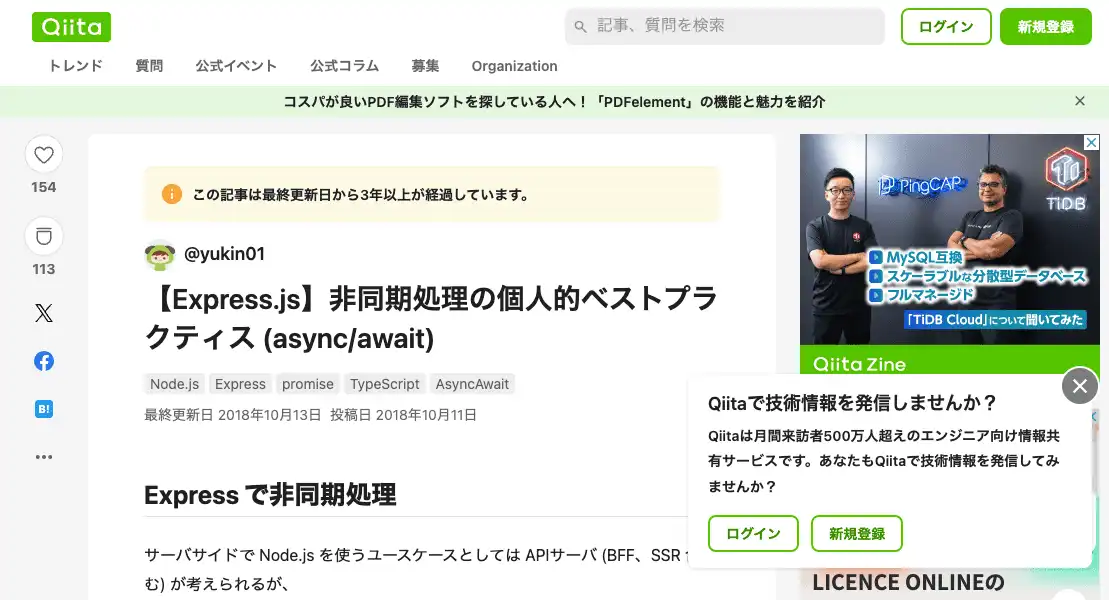 Qiita
記事、質問を検索
ログイン
新規登録
トレンド 質問 公式イベント 公式コラム 募集 Organization
コスパが良いPDF編集ソフトを探している人へ！「PDFelement」の機能と魅力を紹介
154
113
B!
この記事は最終更新日から3年以上が経過しています。
@yukin01
【Express.js】非同期処理の個人的ベストプラ
クティス (async/await)
Node.js Express promise TypeScript AsyncAwait
最終更新日 2018年10月13日 投稿日 2018年10月11日
Express で非同期処理
サーバサイドで Node.js を使うユースケースとしては APIサーバ (BFF、SSR
む) が考えられるが、
PingCAP
TiDB
MySQL互換
スケーラブルな分散型データベース
フルマネージド
「TiDB Cloud」について聞いてみた
Qiita Zine
Qiitaで技術情報を発信しませんか？
Qiitaは月間来訪者500万人超えのエンジニア向け情報共
有サービスです。あなたもQiitaで技術情報を発信してみ
ませんか？
ログイン
新規登録
LICENCE ONLINEの